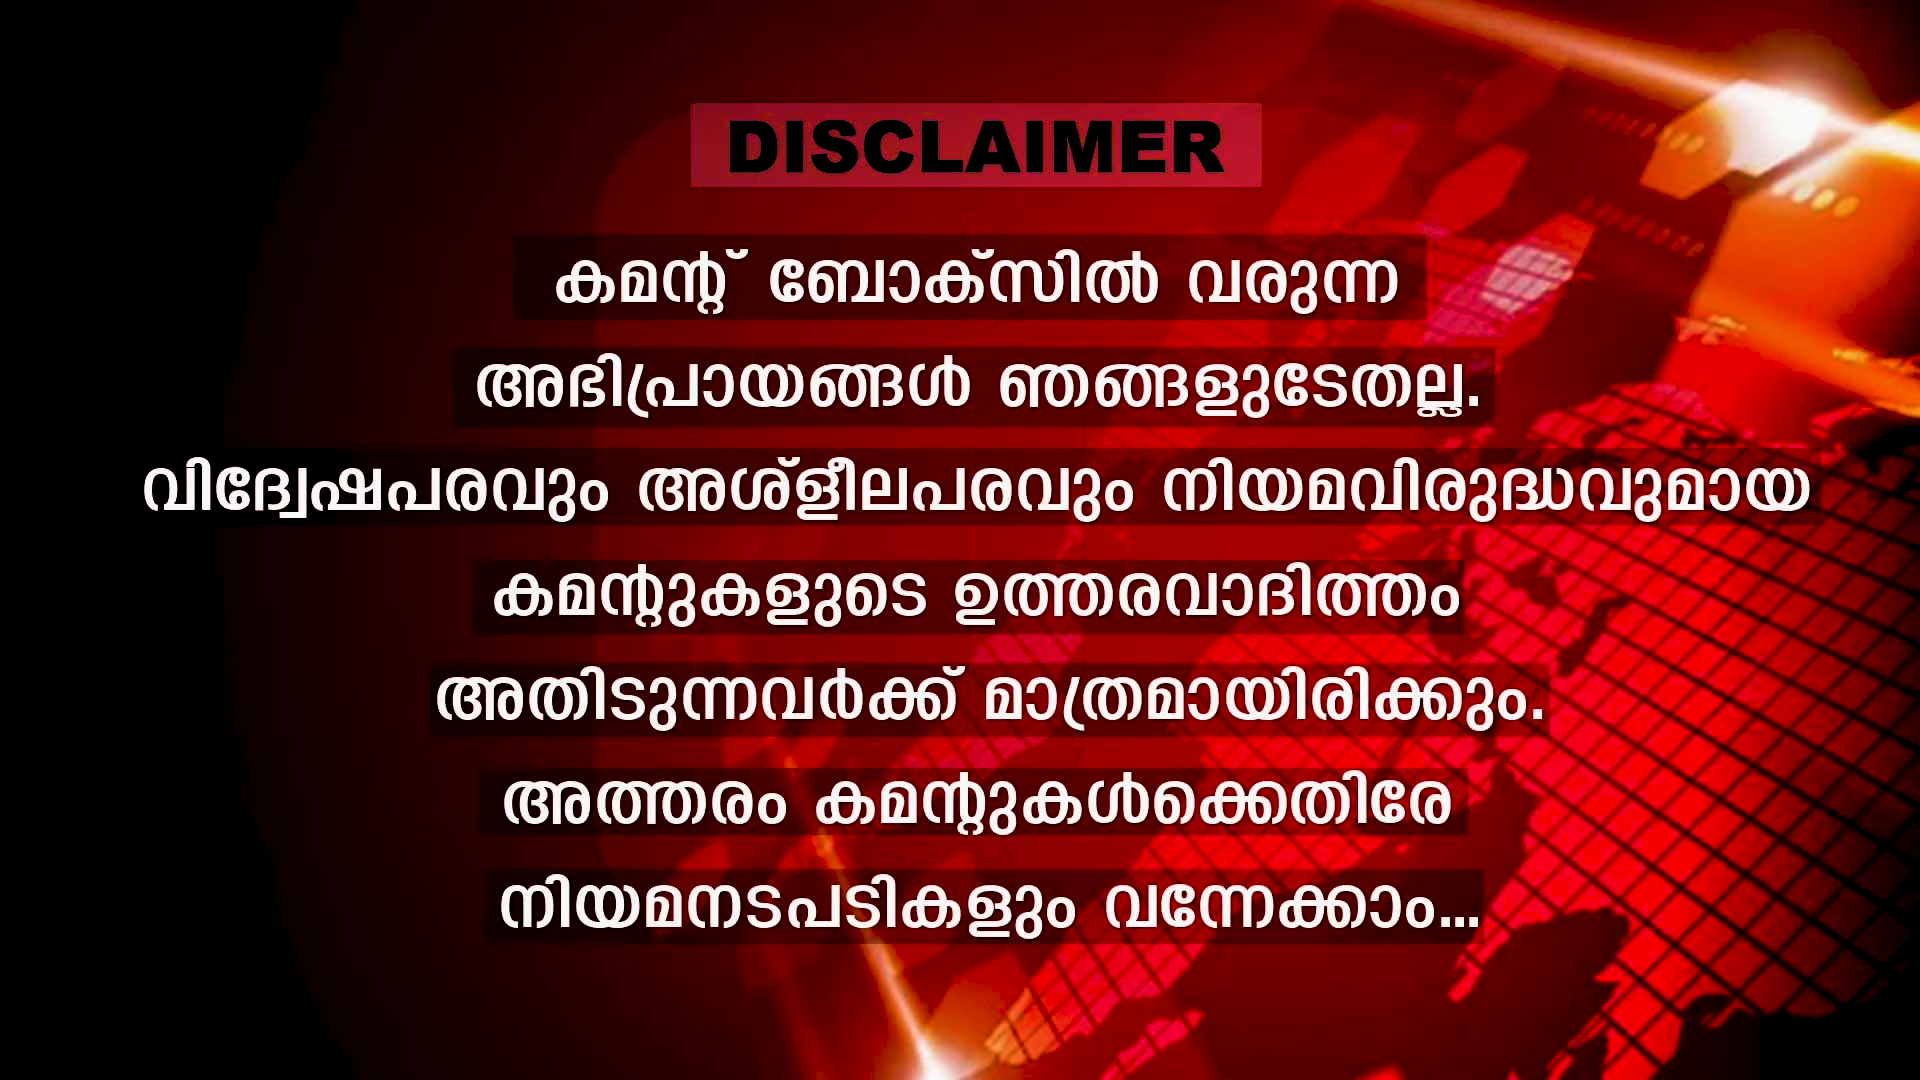 DISCLAIMER
കമന്റ് ബോക്സിൽ വരുന്ന
അഭിപ്രായങ്ങൾ ഞങ്ങളുടേതല്ല.
വിദ്വേഷപരവും അശ്ളീലപരവും നിയമവിരുദ്ധവുമായ
കമന്റുകളുടെ ഉത്തരവാദിത്തം
അതിടുന്നവർക്ക് മാത്രമായിരിക്കും.
അത്തരം കമന്റുകൾക്കെതിരേ
നിയമനടപടികളും വന്നേക്കാം...